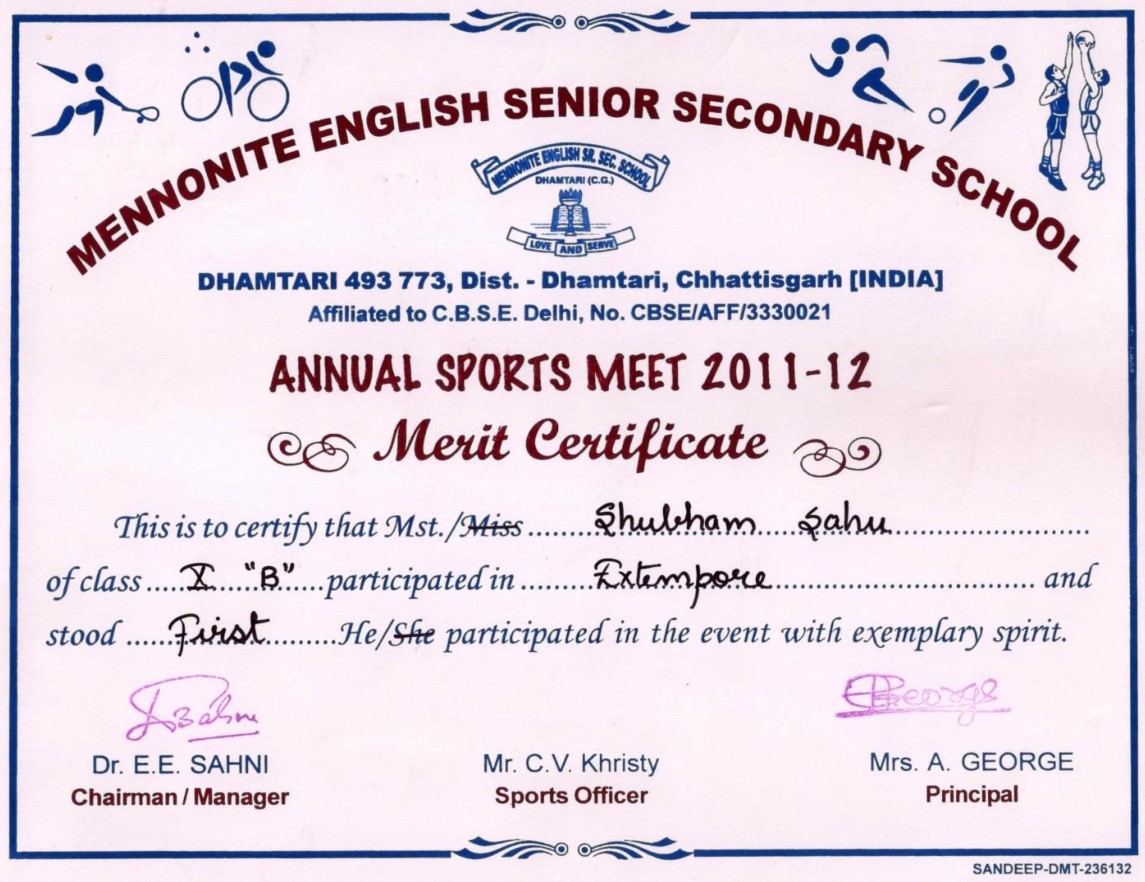 MENNONITE ENGLISH SENIOR SECONDARY SCHOOL
MENNONITE ENGLISH SR. SEC. SCHOOL
DHAMTARI (C.G.)
LOVE AND SERVE
DHAMTARI 493 773, Dist. - Dhamtari, Chhattisgarh [INDIA]
Affiliated to C.B.S.E. Delhi, No. CBSE/AFF/3330021
ANNUAL SPORTS MEET 2011-12
Merit Certificate
This is to certify that Mst./Miss ........ Shubham Sahu ........
of class ..... X "B" ..... participated in ........ Extempore ........ and
stood ..... First ..... He/She participated in the event with exemplary spirit.
George
Dr. E.E. SAHNI Mr. C.V. Khristy Mrs. A. GEORGE
Chairman / Manager Sports Officer Principal
SANDEEP-DMT-236132